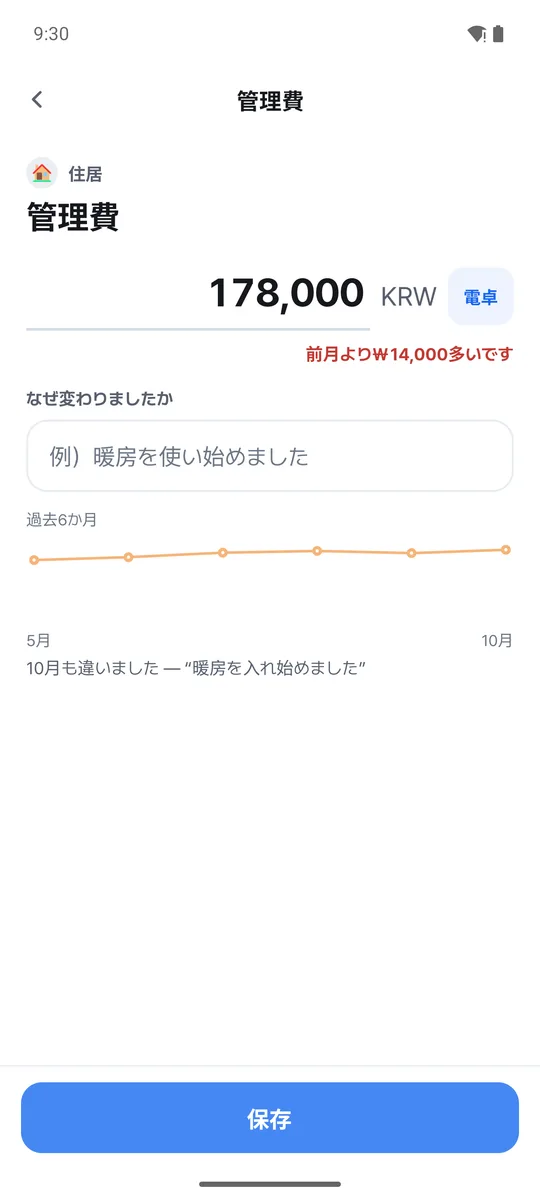 9:30
管理費
住居
管理費
178,000 KRW 電卓
前月より₩14,000多いです
なぜ変わりましたか
例）暖房を使い始めました
過去6か月
5月 10月
10月も違いました — “暖房を入れ始めました”
保存